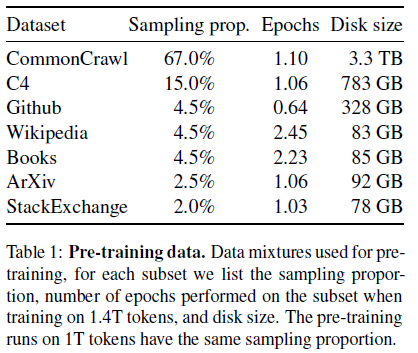 Dataset Sampling prop. Epochs Disk size
CommonCrawl 67.0% 1.10 3.3 TB
C4 15.0% 1.06 783 GB
Github 4.5% 0.64 328 GB
Wikipedia 4.5% 2.45 83 GB
Books 4.5% 2.23 85 GB
ArXiv 2.5% 1.06 92 GB
StackExchange 2.0% 1.03 78 GB
Table 1: Pre-training data. Data mixtures used for pre-
training, for each subset we list the sampling propor-
tion, number of epochs performed on the subset when
training on 1.4T tokens, and disk size. The pre-training
runs on 1T tokens have the same sampling proportion.